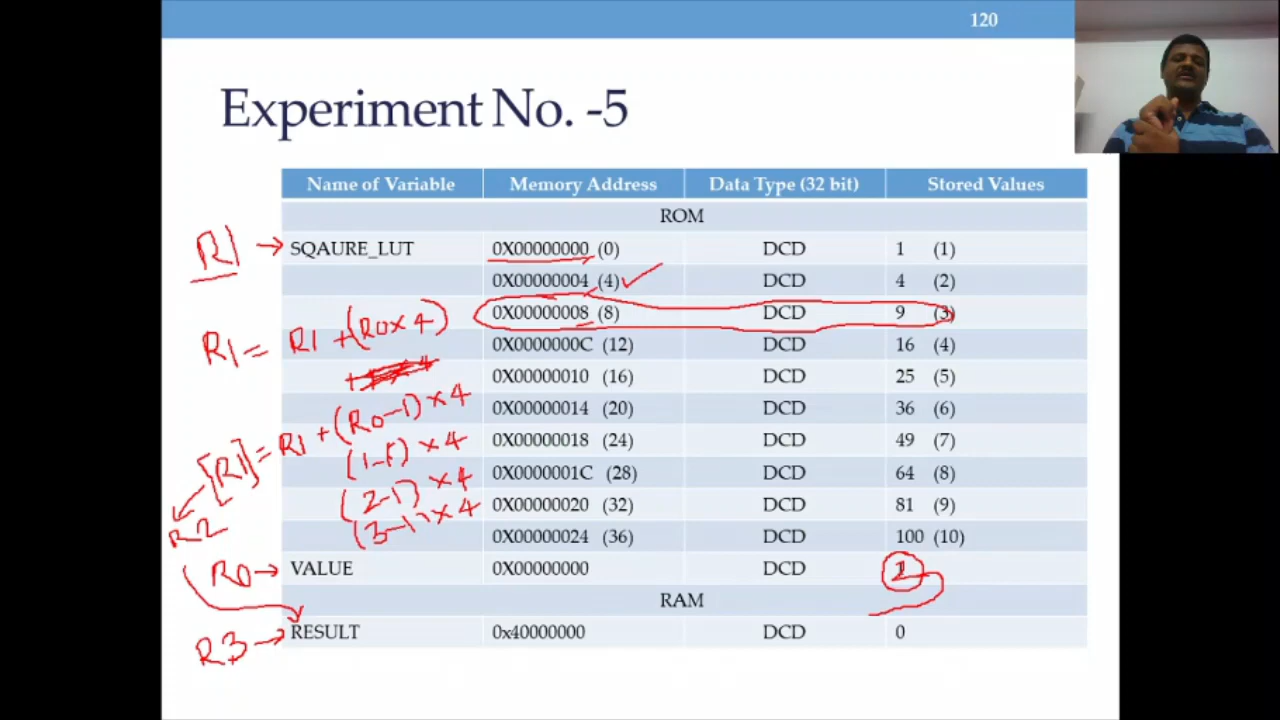 120
Experiment No. -5
Name of Variable Memory Address Data Type (32 bit) Stored Values
ROM
R1 → SQAURE_LUT 0X00000000 (0) DCD 1 (1)
0X00000004 (4) ✓ DCD 4 (2)
0X00000008 (8) DCD 9 (3)
R1 = R1 + (R0×4)
0X0000000C (12) DCD 16 (4)
0X00000010 (16) DCD 25 (5)
[R1] = R1 + (R0-1) ×4
0X00000014 (20) DCD 36 (6)
(1-1) ×4
0X00000018 (24) DCD 49 (7)
(2-1) ×4
0X0000001C (28) DCD 64 (8)
(3-1) ×4
0X00000020 (32) DCD 81 (9)
R2
0X00000024 (36) DCD 100 (10)
R0 → VALUE 0X00000000 DCD
RAM
R3 → RESULT 0x40000000 DCD 0